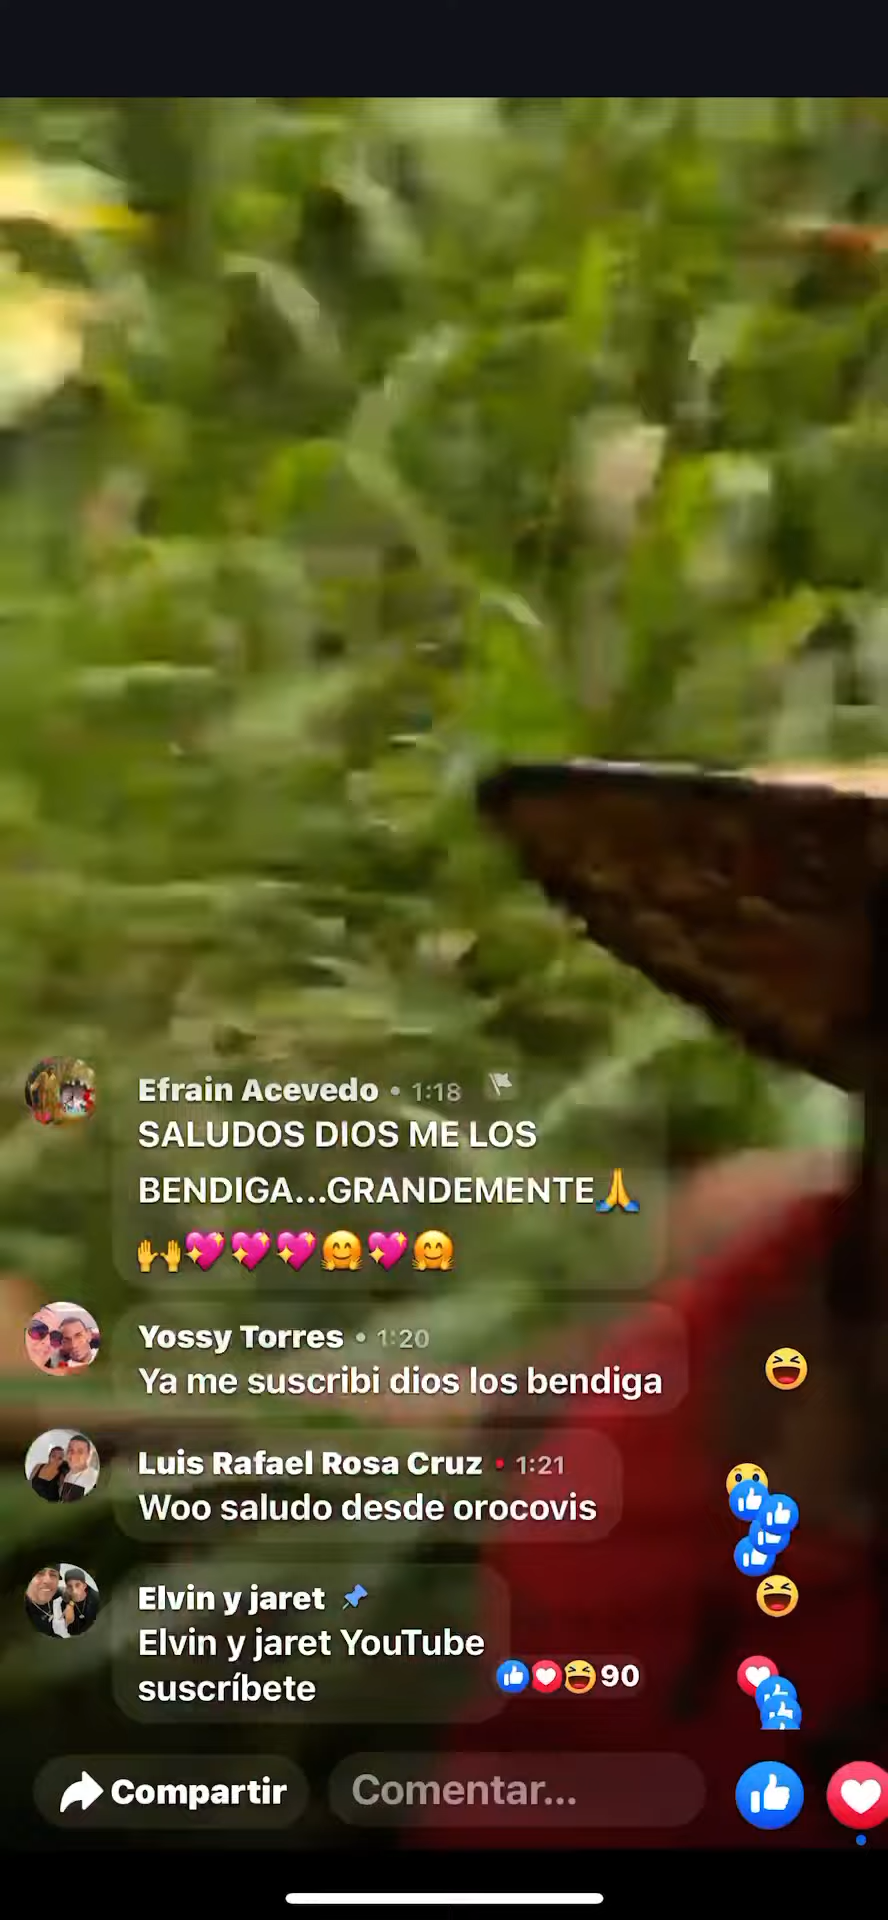 Efrain Acevedo • 1:18
SALUDOS DIOS ME LOS
BENDIGA...GRANDEMENTE🙏
🙌💖💖💖🤗💖🤗
Yossy Torres • 1:20
Ya me suscribi dios los bendiga
Luis Rafael Rosa Cruz • 1:21
Woo saludo desde orocovis
Elvin y jaret 📌
Elvin y jaret YouTube
suscríbete
90
Compartir
Comentar...